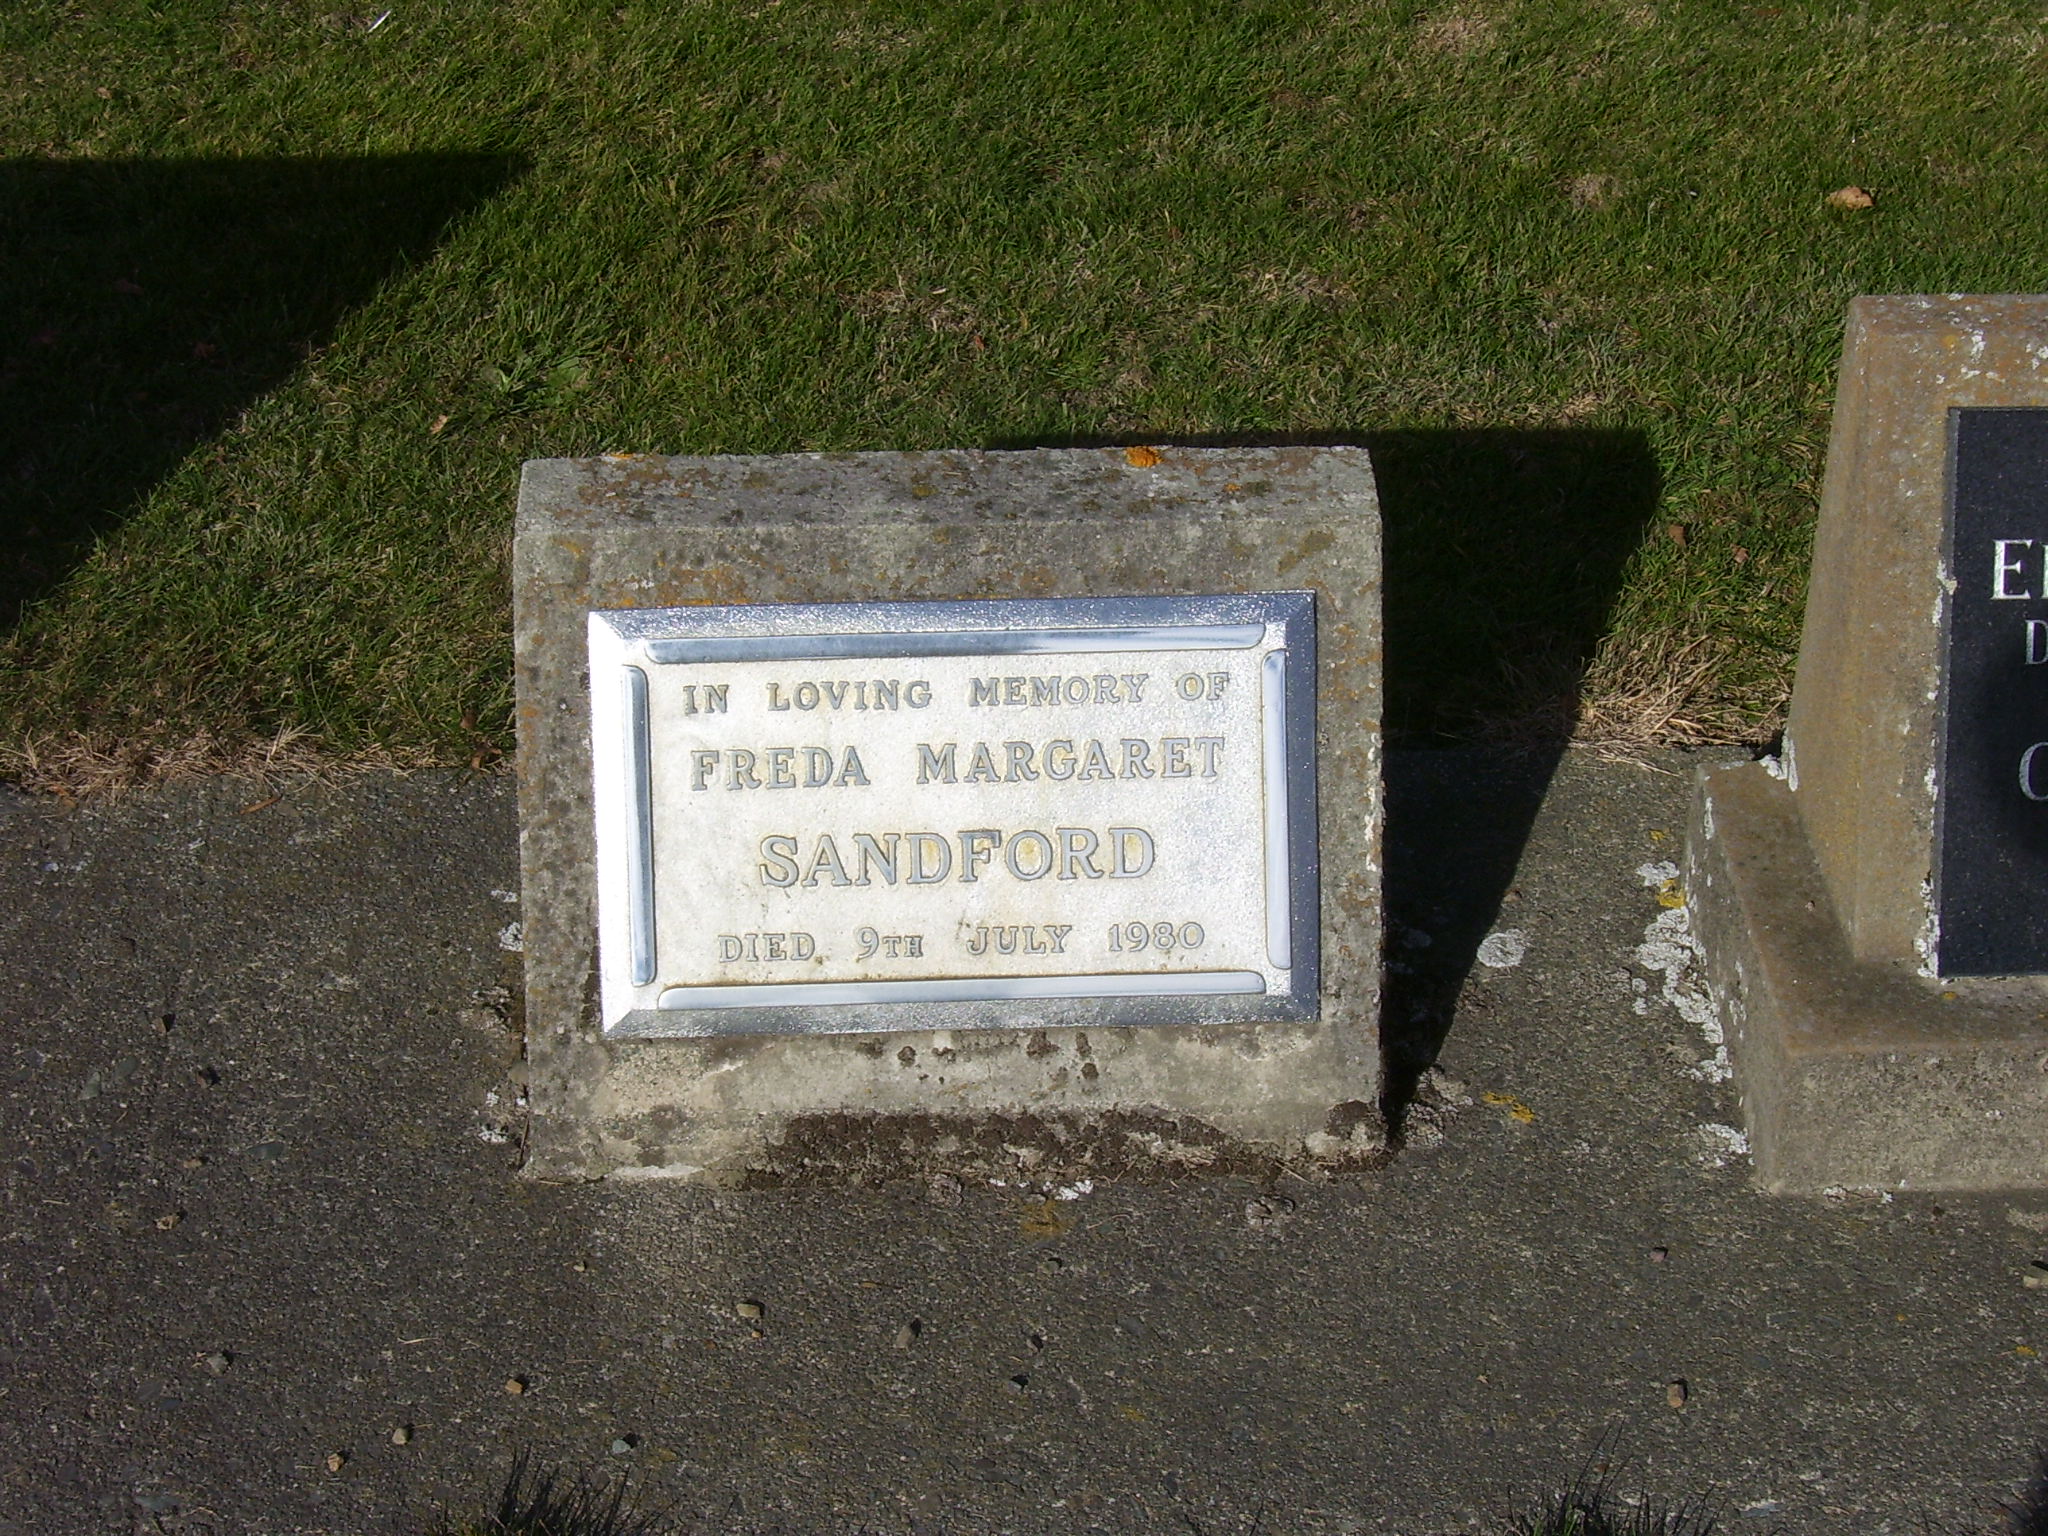 IN LOVING MEMORY OF
FREDA MARGARET
SANDFORD
DIED 9TH JULY 1980